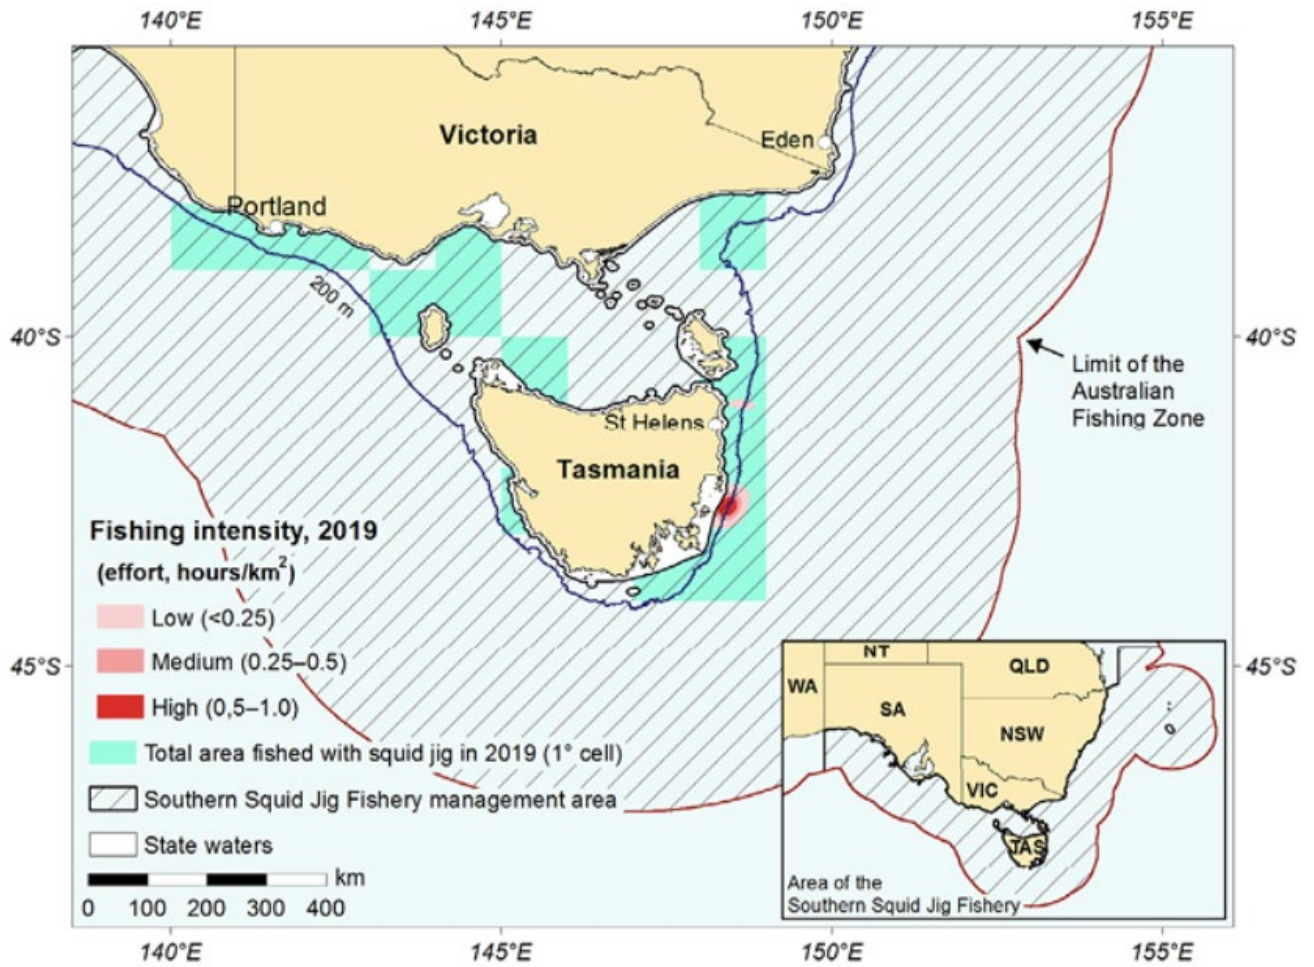 140°E 145°E 150°E 155°E
Victoria
Eden
Portland
200 m
40°S 40°S
Limit of the
Australian
Fishing Zone
St Helens
Tasmania
Fishing intensity, 2019
(effort, hours/km²)
Low (<0.25)
Medium (0.25–0.5)
High (0,5–1.0)
45°S 45°S
Total area fished with squid jig in 2019 (1° cell)
Southern Squid Jig Fishery management area
State waters
km
0 100 200 300 400
NT
QLD
WA
SA
NSW
VIC
TAS
Area of the
Southern Squid Jig Fishery
140°E 145°E 150°E 155°E